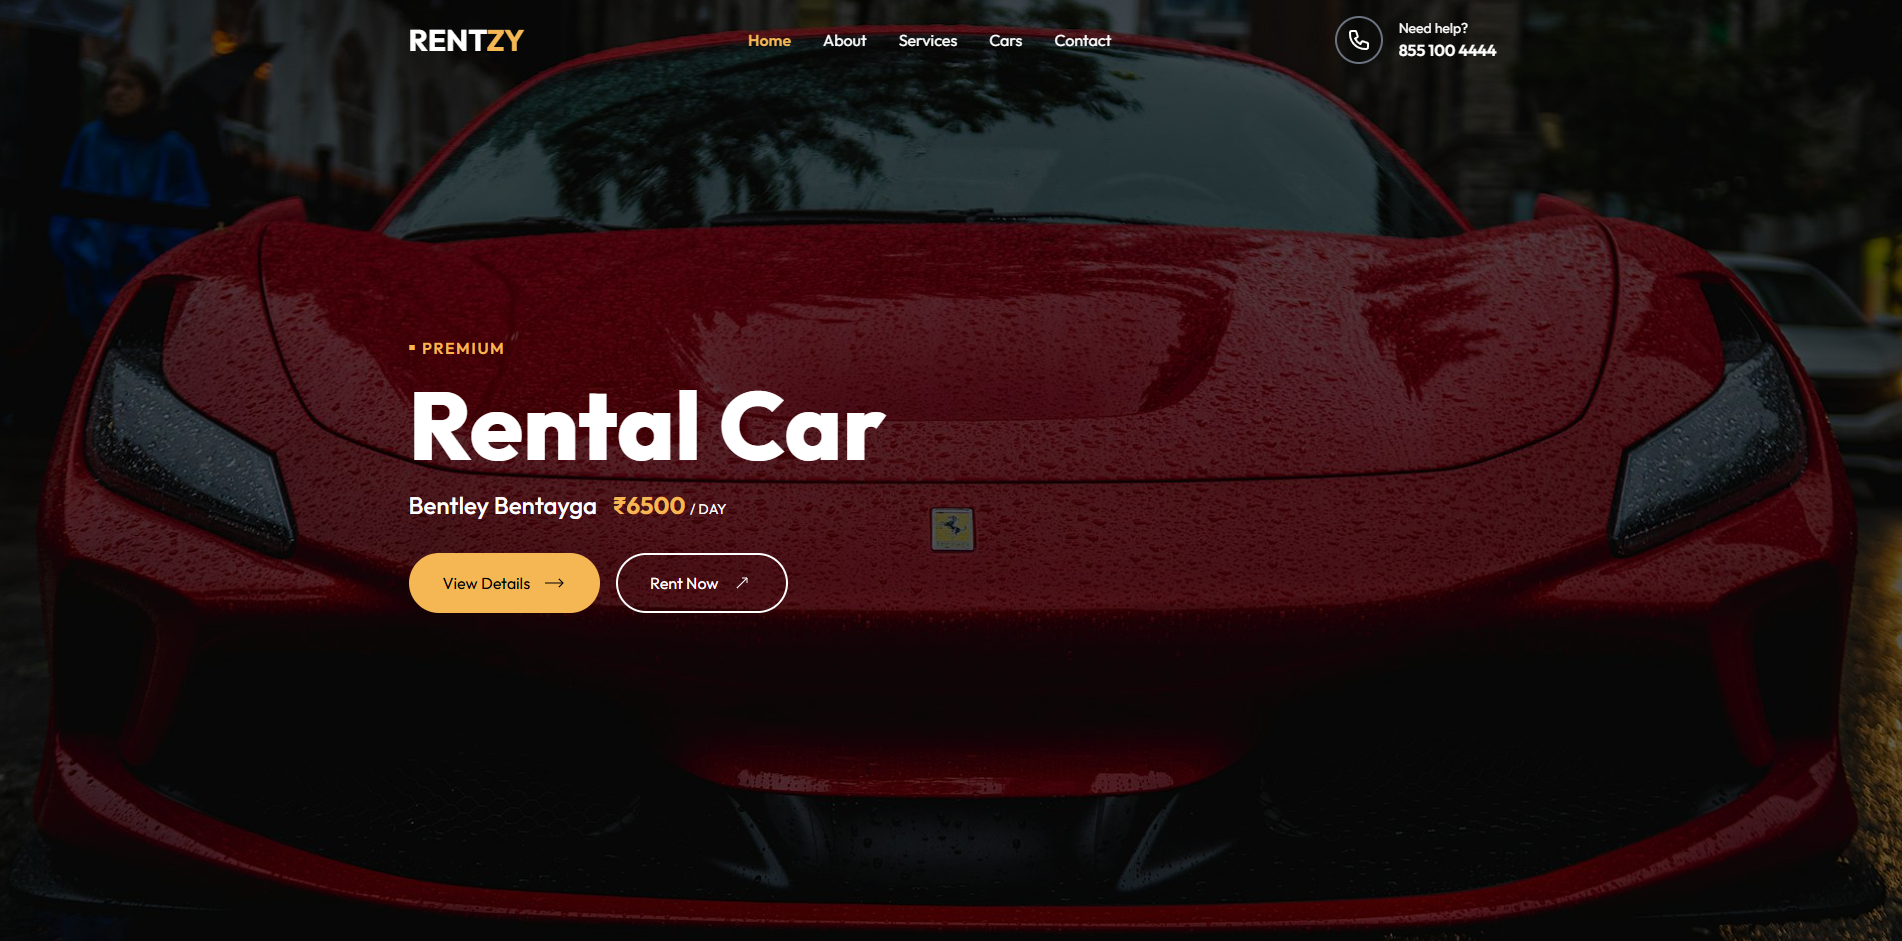 RENTZY
Home About Services Cars Contact
Need help?
855 100 4444
PREMIUM
Rental Car
Bentley Bentayga ₹6500 / DAY
View Details → Rent Now ↗